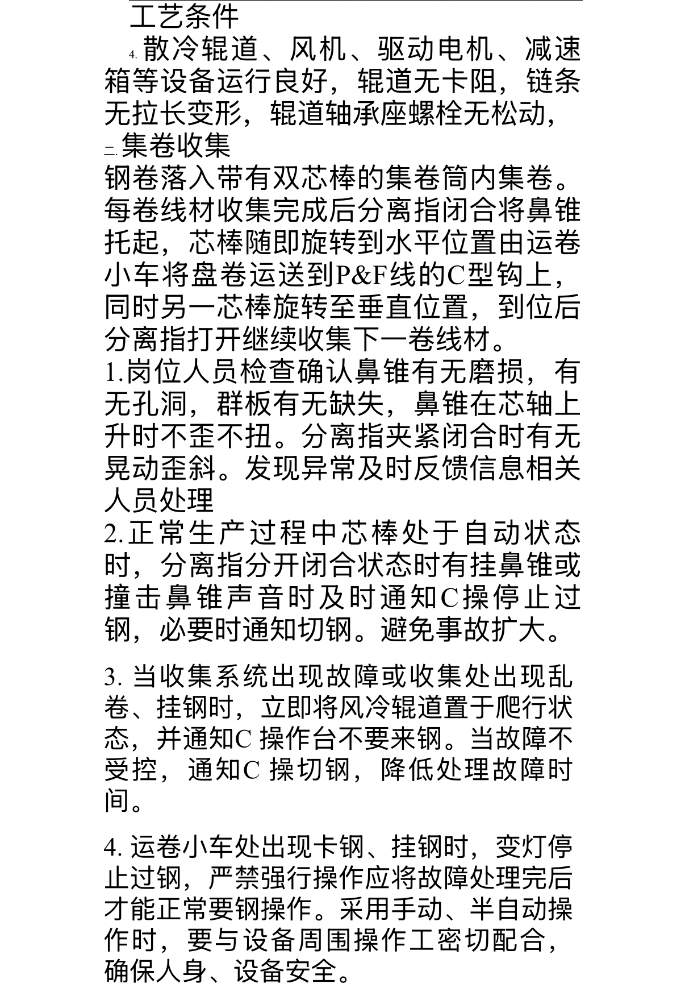 工艺条件
4. 散冷辊道、风机、驱动电机、减速
箱等设备运行良好，辊道无卡阻，链条
无拉长变形，辊道轴承座螺栓无松动，
二. 集卷收集
钢卷落入带有双芯棒的集卷筒内集卷。
每卷线材收集完成后分离指闭合将鼻锥
托起，芯棒随即旋转到水平位置由运卷
小车将盘卷运送到P&F线的C型钩上，
同时另一芯棒旋转至垂直位置，到位后
分离指打开继续收集下一卷线材。
1.岗位人员检查确认鼻锥有无磨损，有
无孔洞，群板有无缺失，鼻锥在芯轴上
升时不歪不扭。分离指夹紧闭合时有无
晃动歪斜。发现异常及时反馈信息相关
人员处理
2.正常生产过程中芯棒处于自动状态
时，分离指分开闭合状态时有挂鼻锥或
撞击鼻锥声音时及时通知C操停止过
钢，必要时通知切钢。避免事故扩大。
3. 当收集系统出现故障或收集处出现乱
卷、挂钢时，立即将风冷辊道置于爬行状
态，并通知C 操作台不要来钢。当故障不
受控，通知C 操切钢，降低处理故障时
间。
4. 运卷小车处出现卡钢、挂钢时，变灯停
止过钢，严禁强行操作应将故障处理完后
才能正常要钢操作。采用手动、半自动操
作时，要与设备周围操作工密切配合，
确保人身、设备安全。